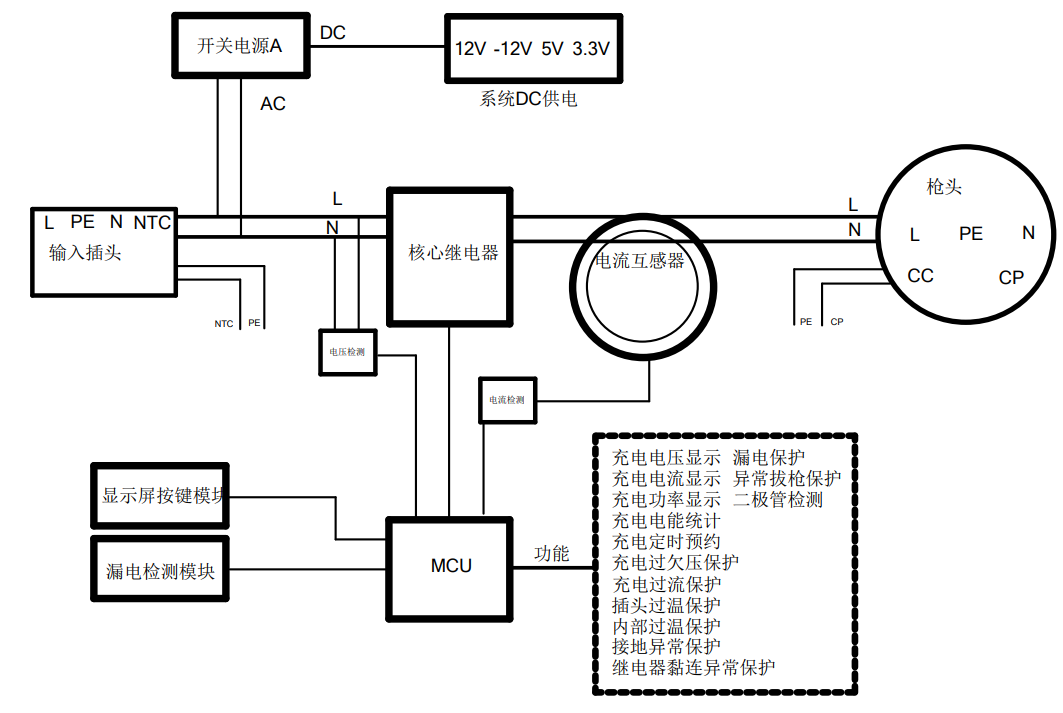 开关电源A
DC
12V -12V 5V 3.3V
系统DC供电
AC
L PE N NTC
输入插头
NTC
PE
L
N
核心继电器
电流互感器
L
N
枪头
L PE N
CC CP
PE
CP
电压检测
电流检测
显示屏按键模块
漏电检测模块
MCU
功能
充电电压显示 漏电保护
充电电流显示 异常拔枪保护
充电功率显示 二极管检测
充电电能统计
充电定时预约
充电过欠压保护
充电过流保护
插头过温保护
内部过温保护
接地异常保护
继电器黏连异常保护